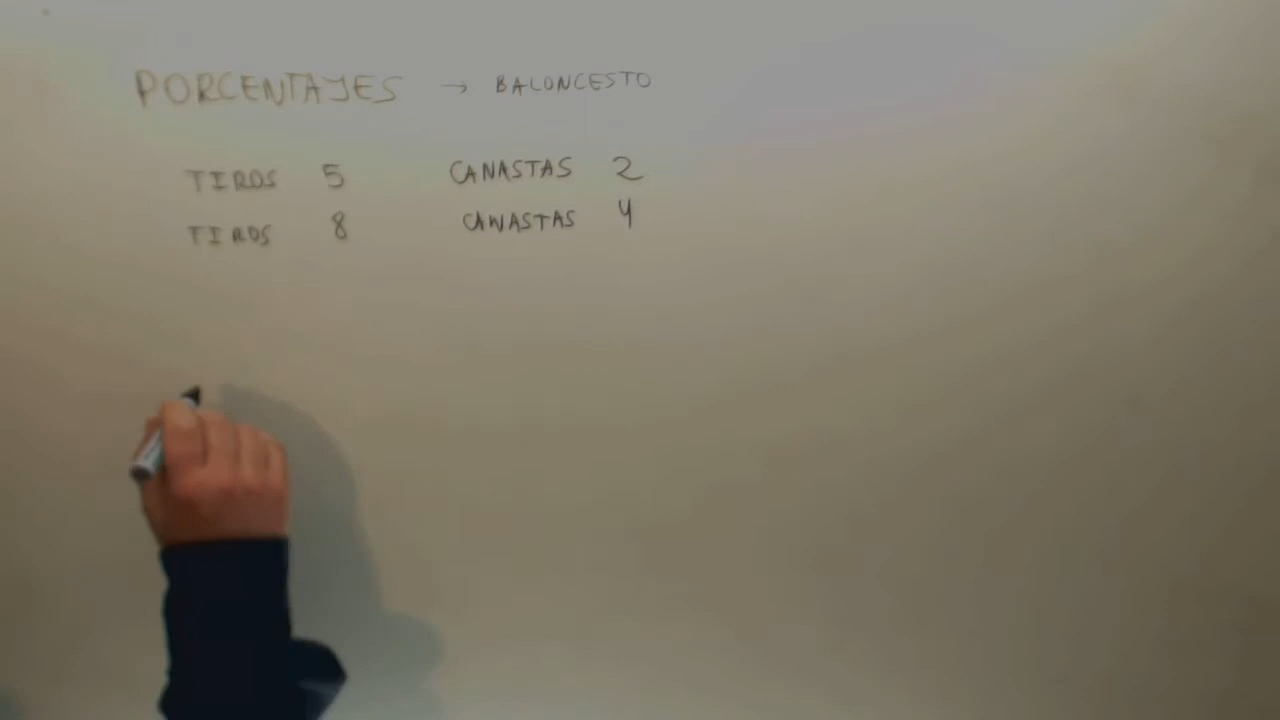 PORCENTAJES → BALONCESTO
TIROS 5 CANASTAS 2
TIROS 8 CANASTAS 4